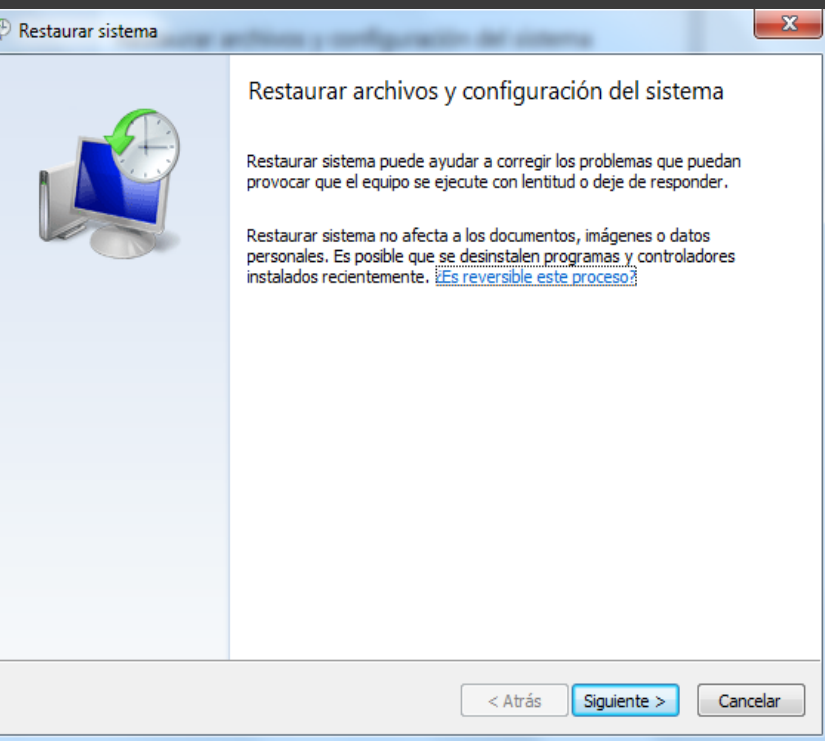 Restaurar sistema
Restaurar archivos y configuración del sistema
Restaurar sistema puede ayudar a corregir los problemas que puedan
provocar que el equipo se ejecute con lentitud o deje de responder.
Restaurar sistema no afecta a los documentos, imágenes o datos
personales. Es posible que se desinstalen programas y controladores
instalados recientemente. ¿Es reversible este proceso?
< Atrás Siguiente > Cancelar